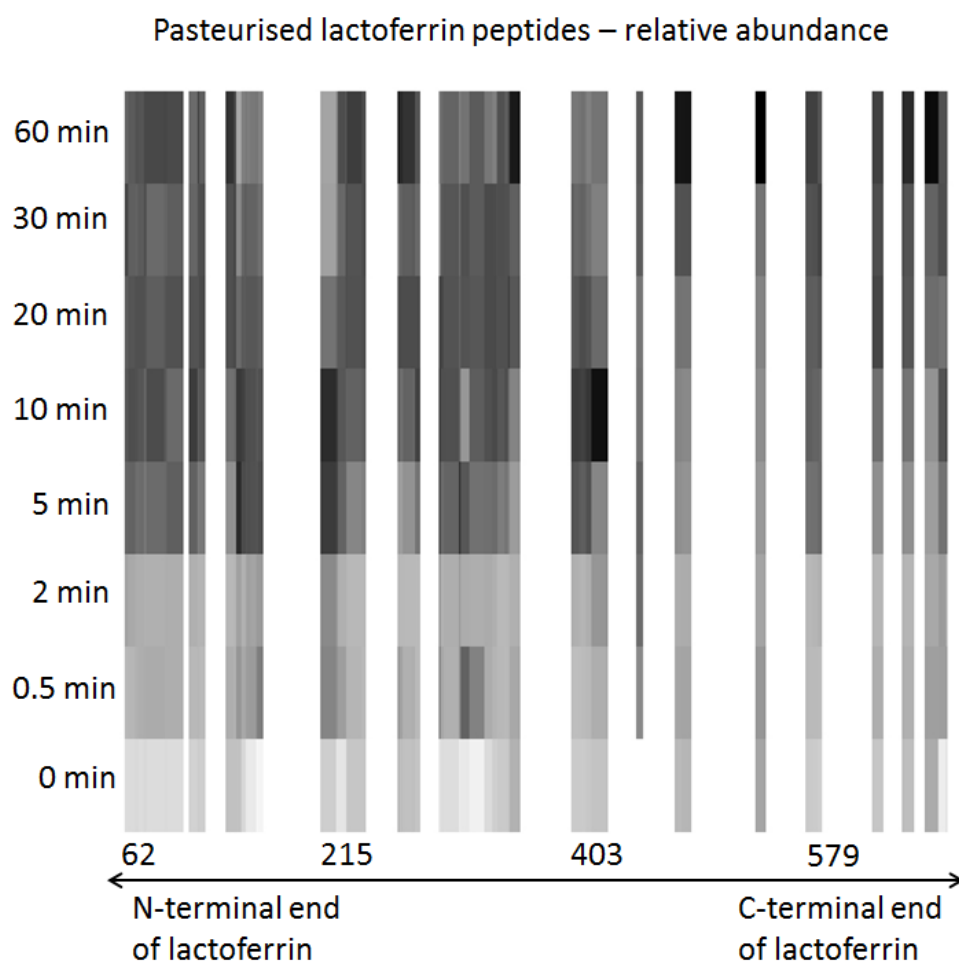 Pasteurised lactoferrin peptides – relative abundance
60 min
30 min
20 min
10 min
5 min
2 min
0.5 min
0 min
62 215 403 579
N-terminal end
of lactoferrin
C-terminal end
of lactoferrin